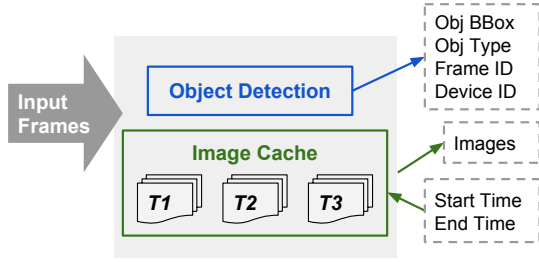 Input
Frames
Object Detection
Image Cache
T1
T2
T3
Obj BBox
Obj Type
Frame ID
Device ID
Images
Start Time
End Time